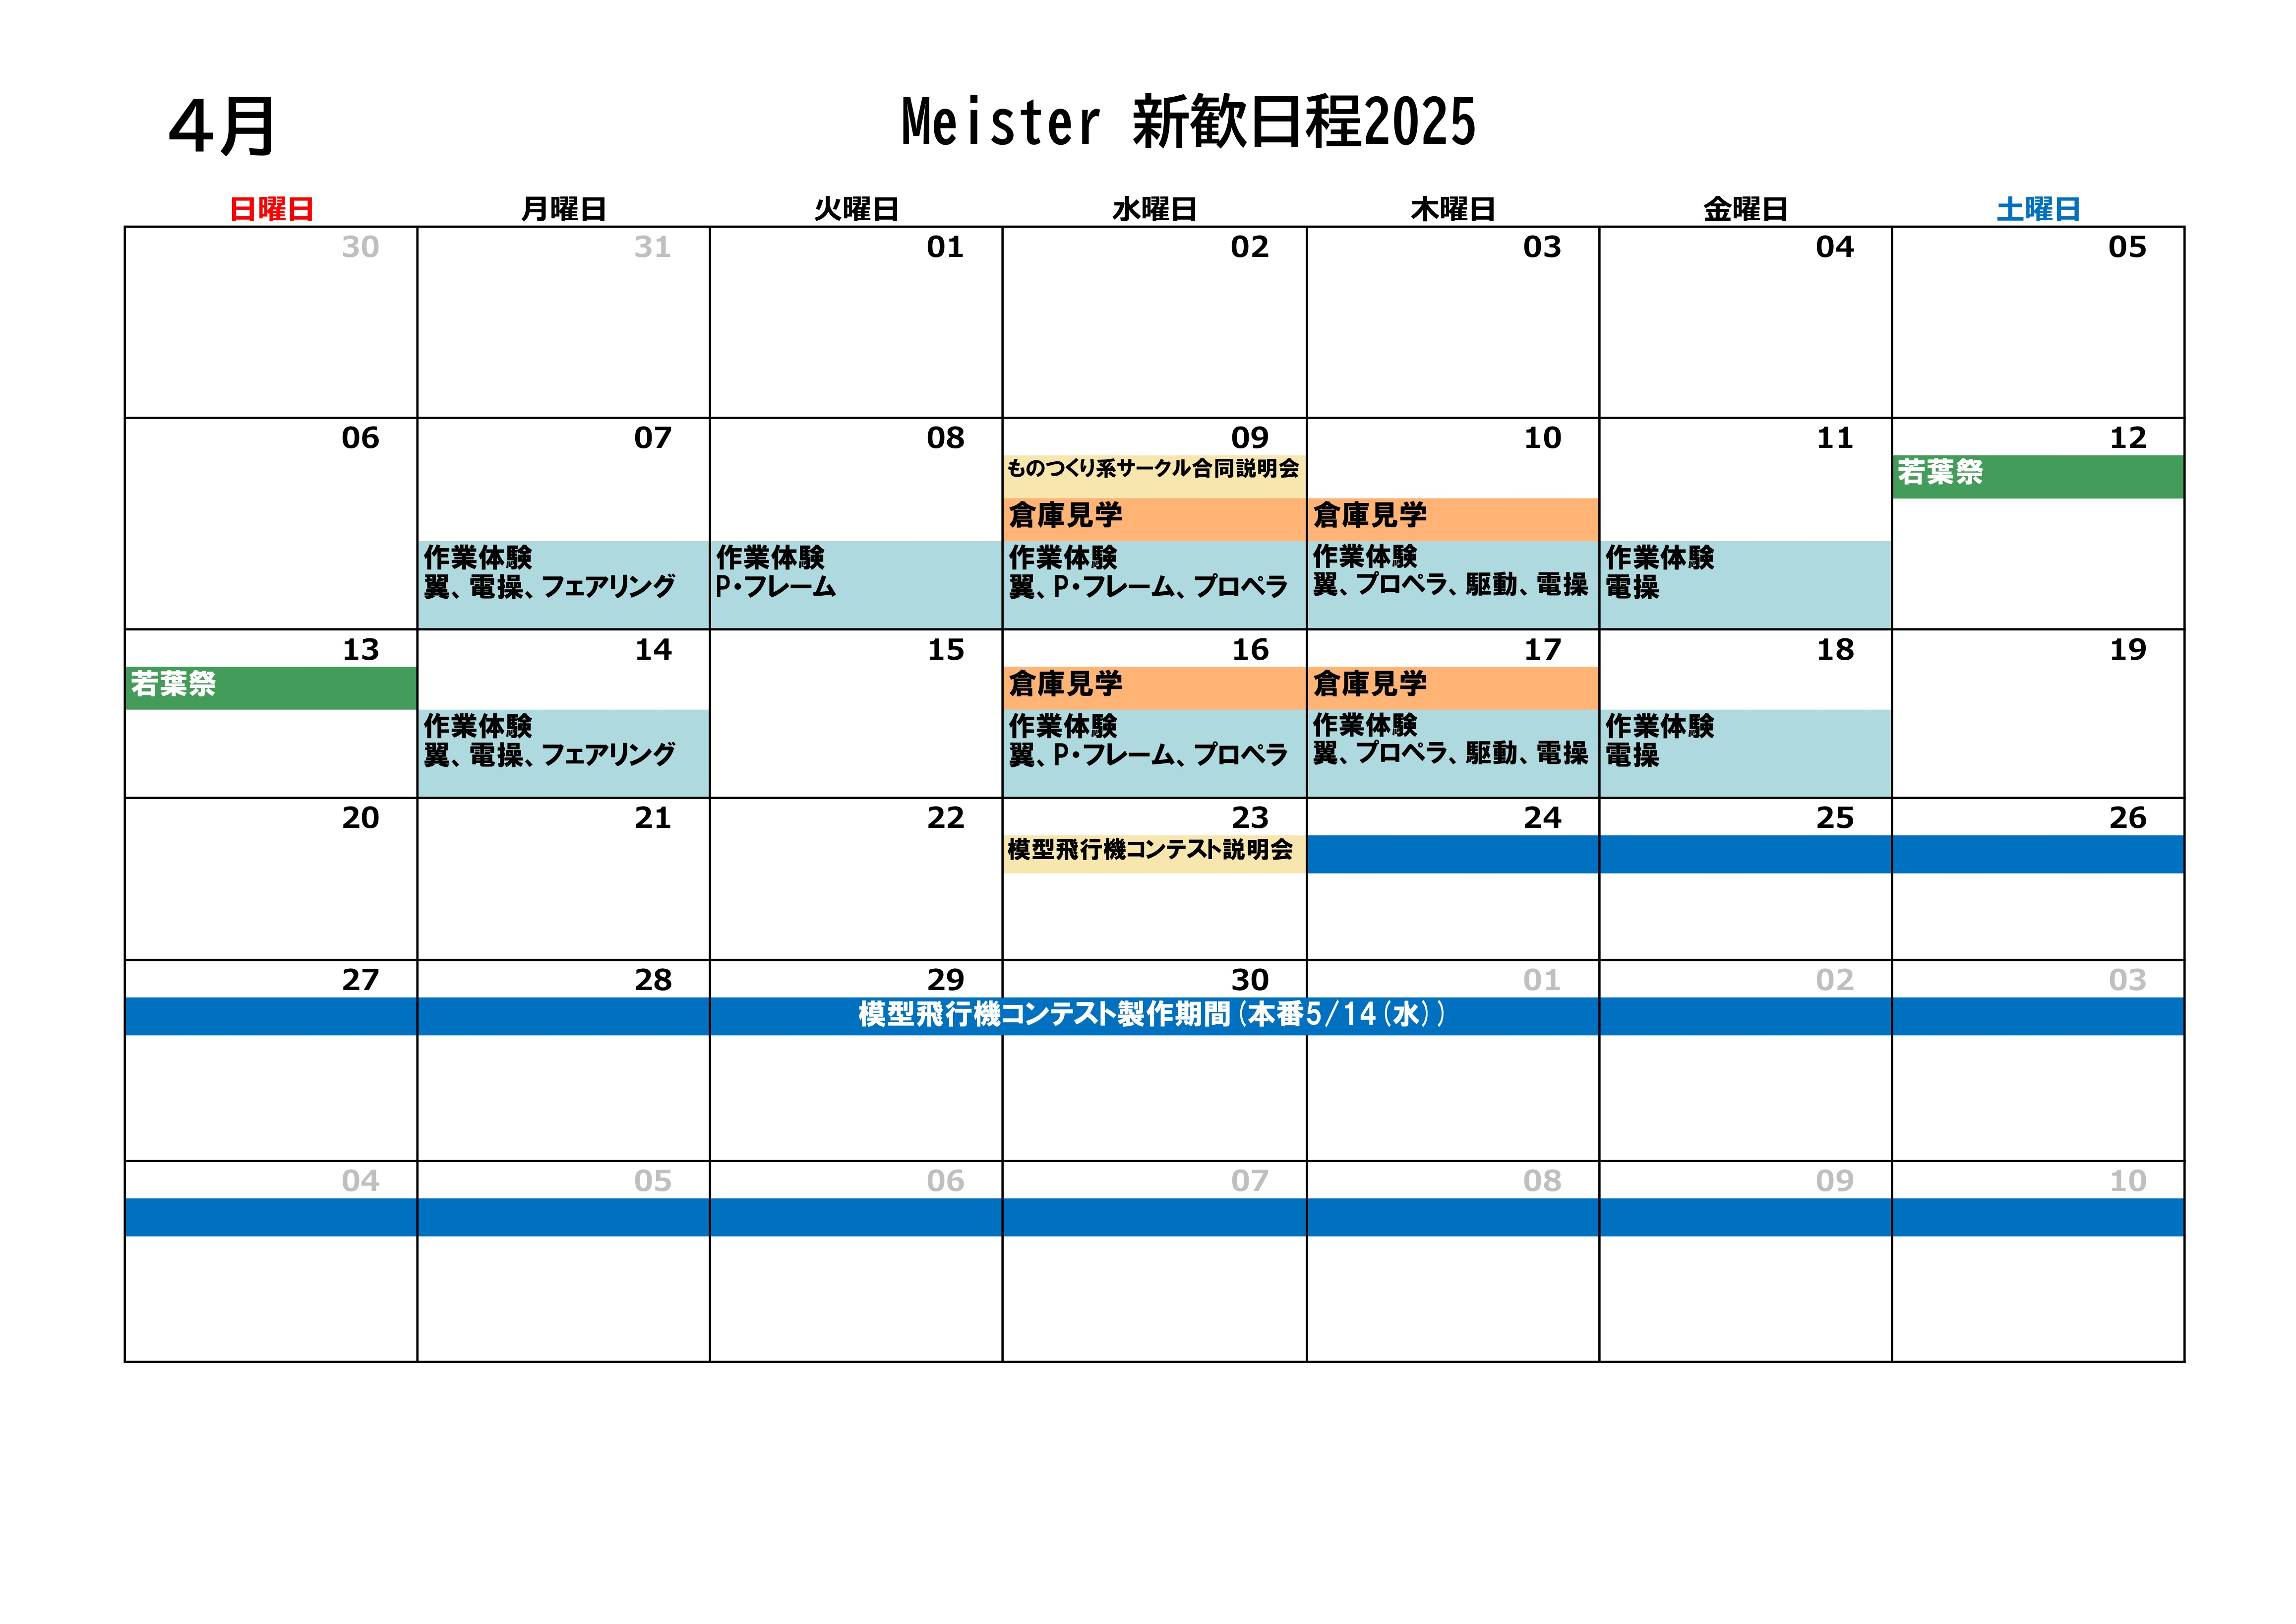 4月
Meister 新歓日程2025
日曜日 月曜日 火曜日 水曜日 木曜日 金曜日 土曜日
30 31 01 02 03 04 05
06 07 08 09 10 11 12
ものつくり系サークル合同説明会 若葉祭
倉庫見学 倉庫見学
作業体験 作業体験 作業体験 作業体験 作業体験
翼、電操、フェアリング P・フレーム 翼、P・フレーム、プロペラ 翼、プロペラ、駆動、電操 電操
13 14 15 16 17 18 19
若葉祭 倉庫見学 倉庫見学
作業体験 作業体験 作業体験 作業体験
翼、電操、フェアリング 翼、P・フレーム、プロペラ 翼、プロペラ、駆動、電操 電操
20 21 22 23 24 25 26
模型飛行機コンテスト説明会
27 28 29 30 01 02 03
模型飛行機コンテスト製作期間(本番5/14(水))
04 05 06 07 08 09 10